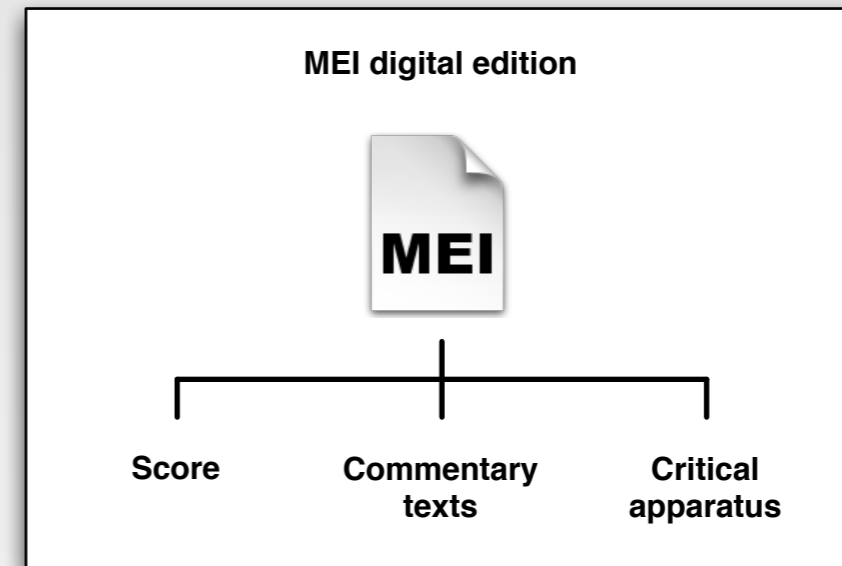 MEI digital edition
MEI
Score
Commentary
texts
Critical
apparatus